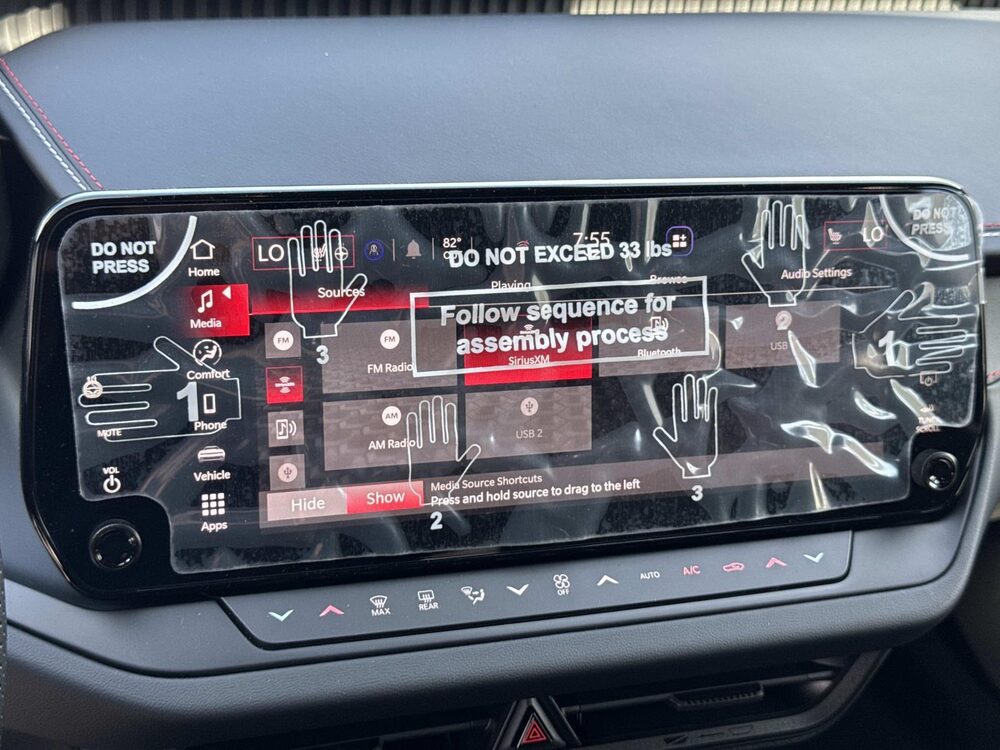 DO NOT
PRESS
DO NOT
PRESS
Home
LO
82°
7:55
LO
DO NOT EXCEED 33 lbs
Sources
Playing
Browse
Audio Settings
Media
Follow sequence for
assembly process
3
FM
FM
FM Radio
SiriusXM
Bluetooth
USB
1
Comfort
1
Phone
MUTE
AM
AM Radio
USB 2
TUNE
SCROLL
VOL
Vehicle
Media Source Shortcuts
Press and hold source to drag to the left
Hide
Show
3
2
Apps
MAX
REAR
OFF
AUTO
A/C